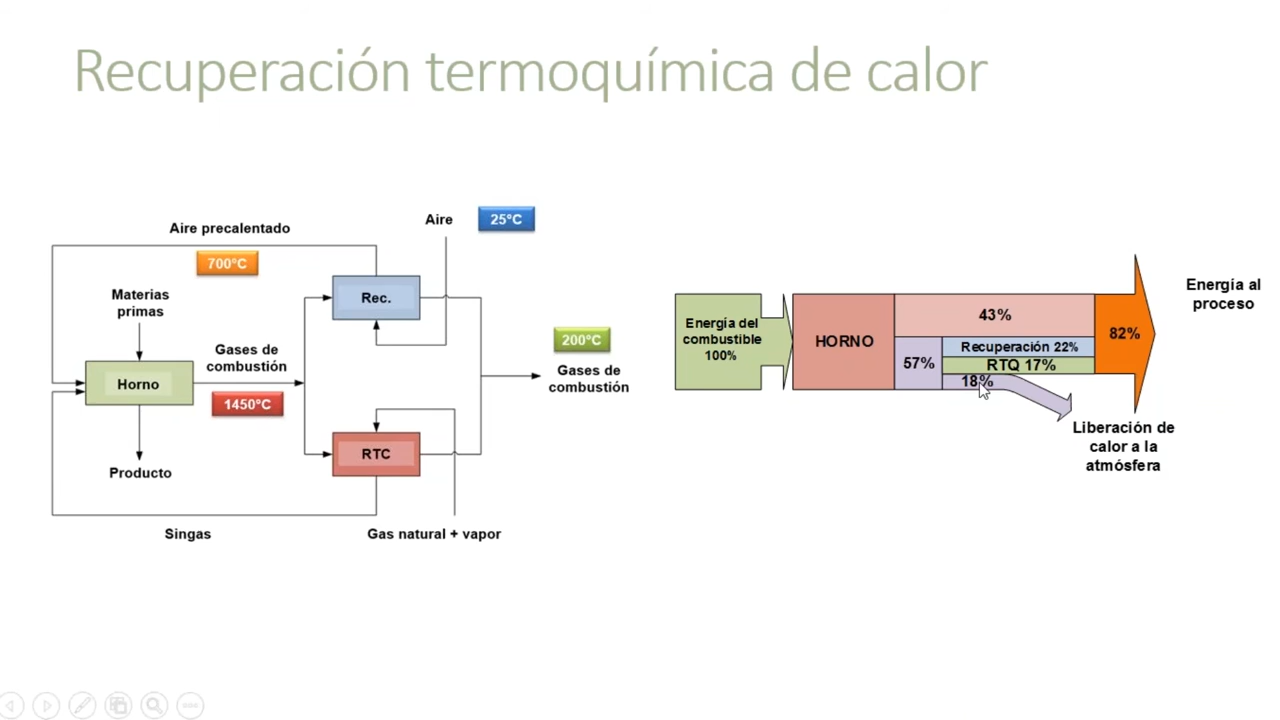 Recuperación termoquímica de calor
Aire
25°C
Aire precalentado
700°C
Rec.
Materias
primas
Gases de
combustión
Horno
1450°C
200°C
Gases de
combustión
RTC
Producto
Singas
Gas natural + vapor
Energía del
combustible
100%
HORNO
43%
57%
Recuperación 22%
RTQ 17%
18%
82%
Energía al
proceso
Liberación de
calor a la
atmósfera